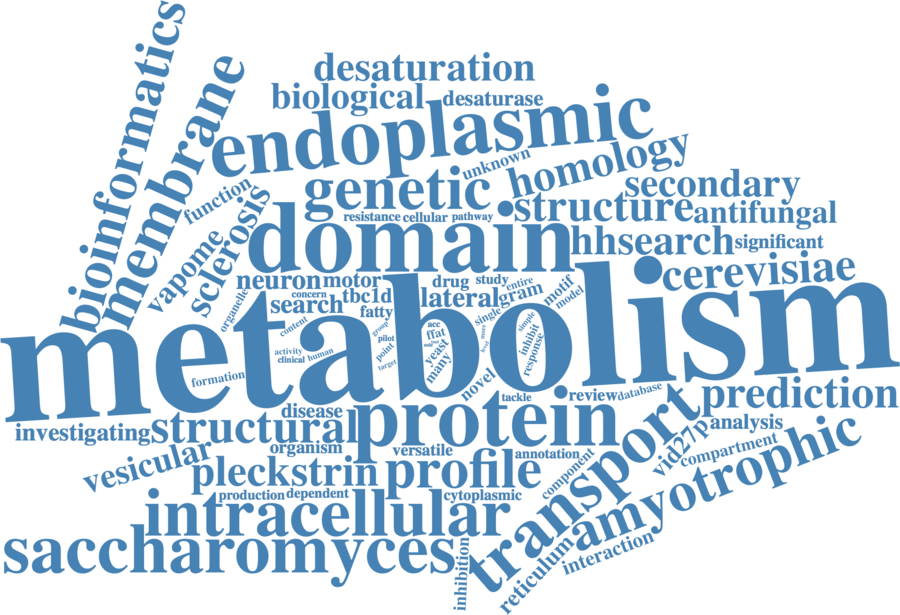 bioinformatics
membrane
desaturation
biological
desaturase
endoplasmic
unknown
homology
function
genetic
secondary
sclerosis
vapome
resistance
cellular
pathway
structure
antifungal
domain
hhsearch
significant
neuron
motor
drug
study
entire
motif
model
cerevisiae
organelle
concern
search
tbc1d
fatty
lateral
gram
single
metabolism
content
group
pilot
point
target
activity
clinical
human
acc
ffat
yeast
many
more
level
simple
inhibit
response
formation
novel
tackle
review
database
prediction
investigating
structural
disease
protein
organism
versatile
annotation
transport
vid27p
analysis
compartment
component
vesicular
pleckstrin
profile
amyotrophic
production
dependent
cytoplasmic
intracellular
saccharomyces
inhibition
reticulum
interaction